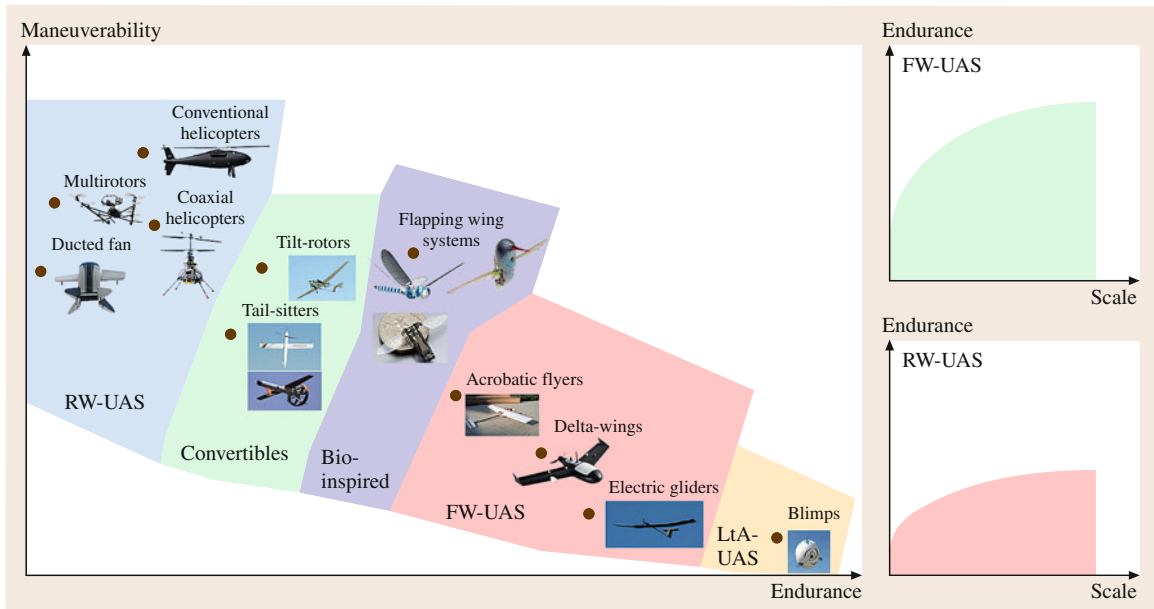 Maneuverability
Conventional
helicopters
Multirotors
Coaxial
helicopters
Ducted fan
RW-UAS
Tilt-rotors
Tail-sitters
Convertibles
Flapping wing
systems
Bio-
inspired
Acrobatic flyers
Delta-wings
Electric gliders
FW-UAS
Blimps
LtA-
UAS
Endurance
Endurance
FW-UAS
Scale
Endurance
RW-UAS
Scale